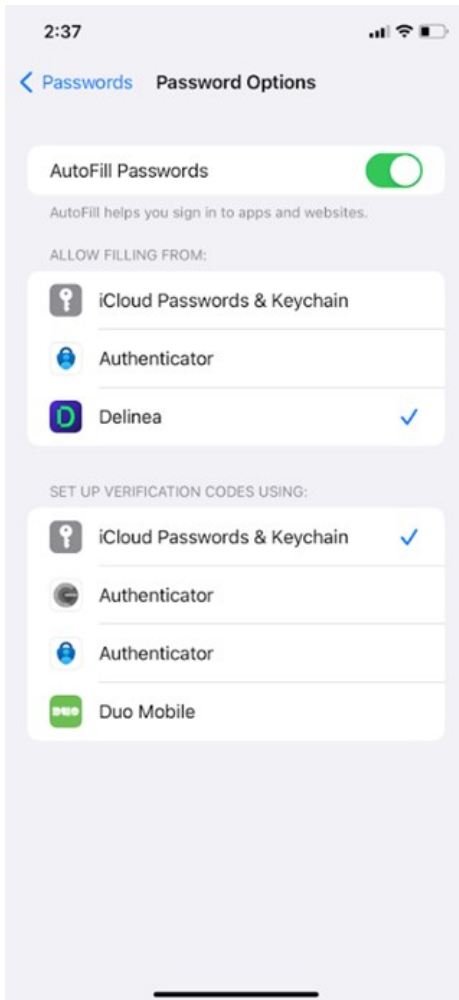 2:37
Passwords Password Options
AutoFill Passwords
AutoFill helps you sign in to apps and websites.
ALLOW FILLING FROM:
iCloud Passwords & Keychain
Authenticator
D Delinea
SET UP VERIFICATION CODES USING:
iCloud Passwords & Keychain
Authenticator
Authenticator
DUO Duo Mobile